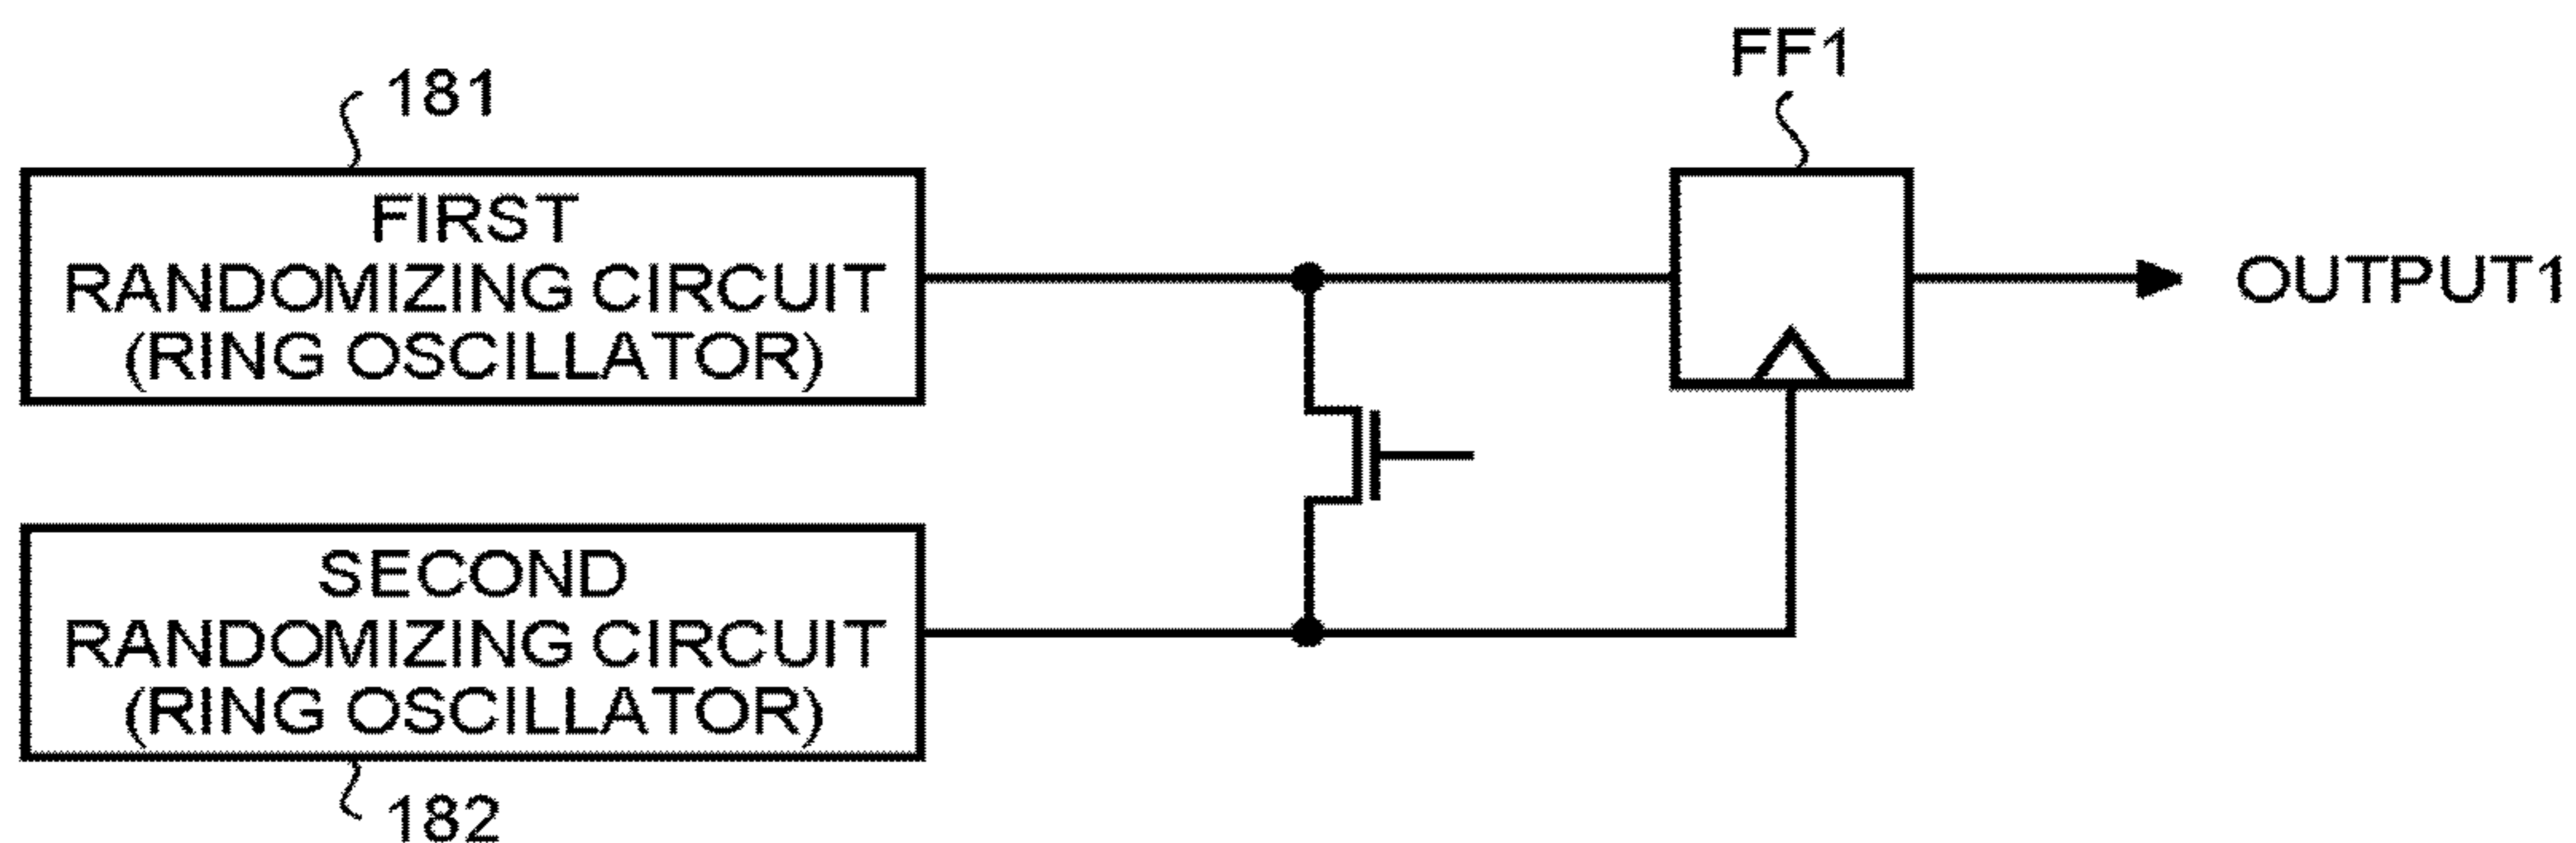 181
FF1
FIRST
RANDOMIZING CIRCUIT
(RING OSCILLATOR)
OUTPUT1
SECOND
RANDOMIZING CIRCUIT
(RING OSCILLATOR)
182